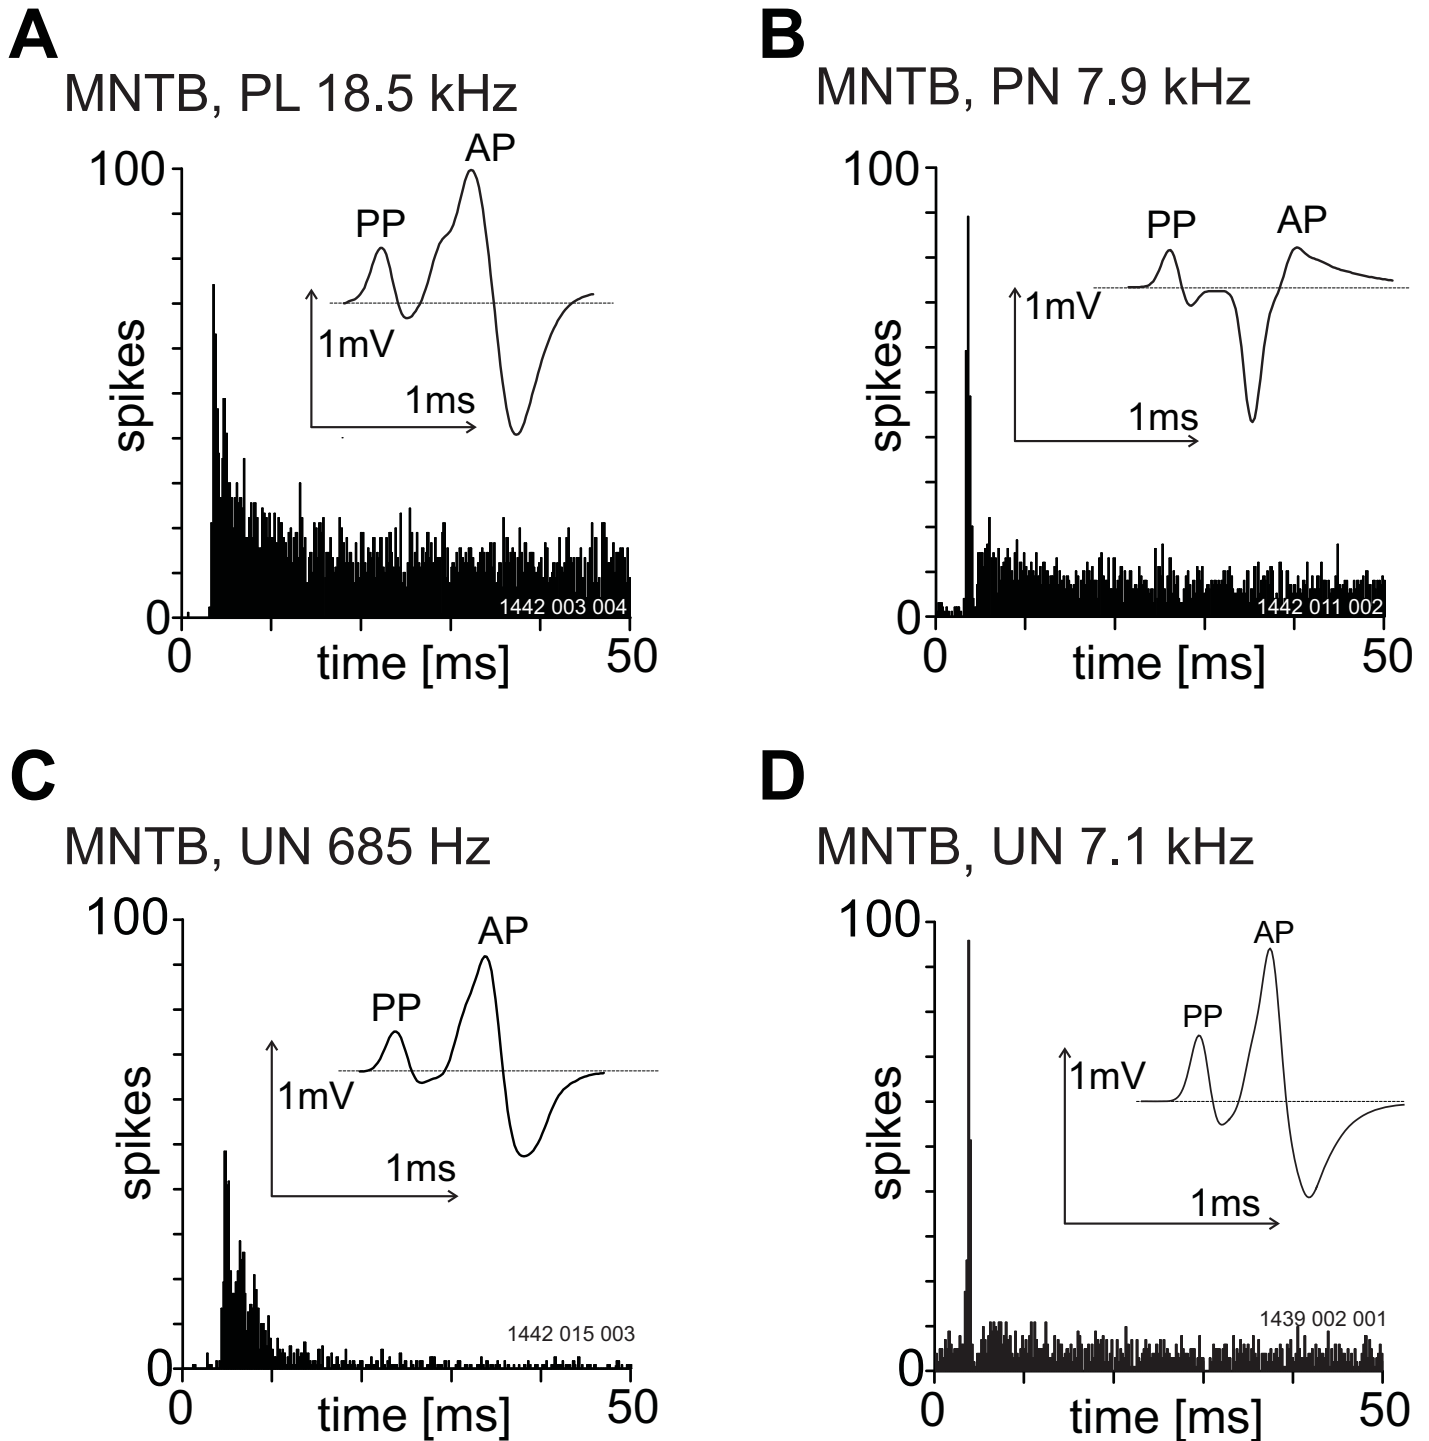 A
MNTB, PL 18.5 kHz
100
AP
PP
1mV
1ms
spikes
1442 003 004
0
0
time [ms]
50
B
MNTB, PN 7.9 kHz
100
PP
AP
1mV
1ms
spikes
1442 011 002
0
0
time [ms]
50
C
MNTB, UN 685 Hz
100
AP
PP
1mV
1ms
spikes
1442 015 003
0
0
time [ms]
50
D
MNTB, UN 7.1 kHz
100
AP
PP
1mV
1ms
spikes
1439 002 001
0
0
time [ms]
50